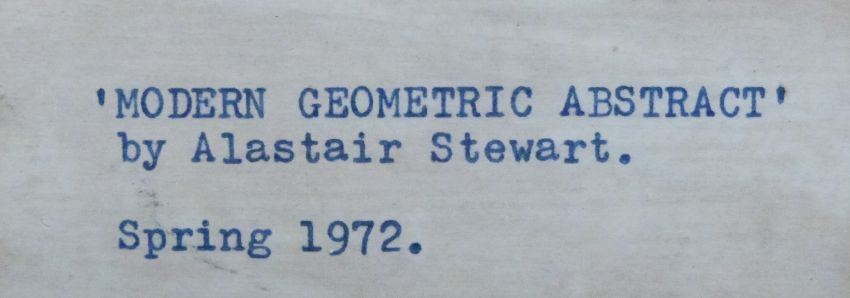 'MODERN GEOMETRIC ABSTRACT'
by Alastair Stewart.
Spring 1972.